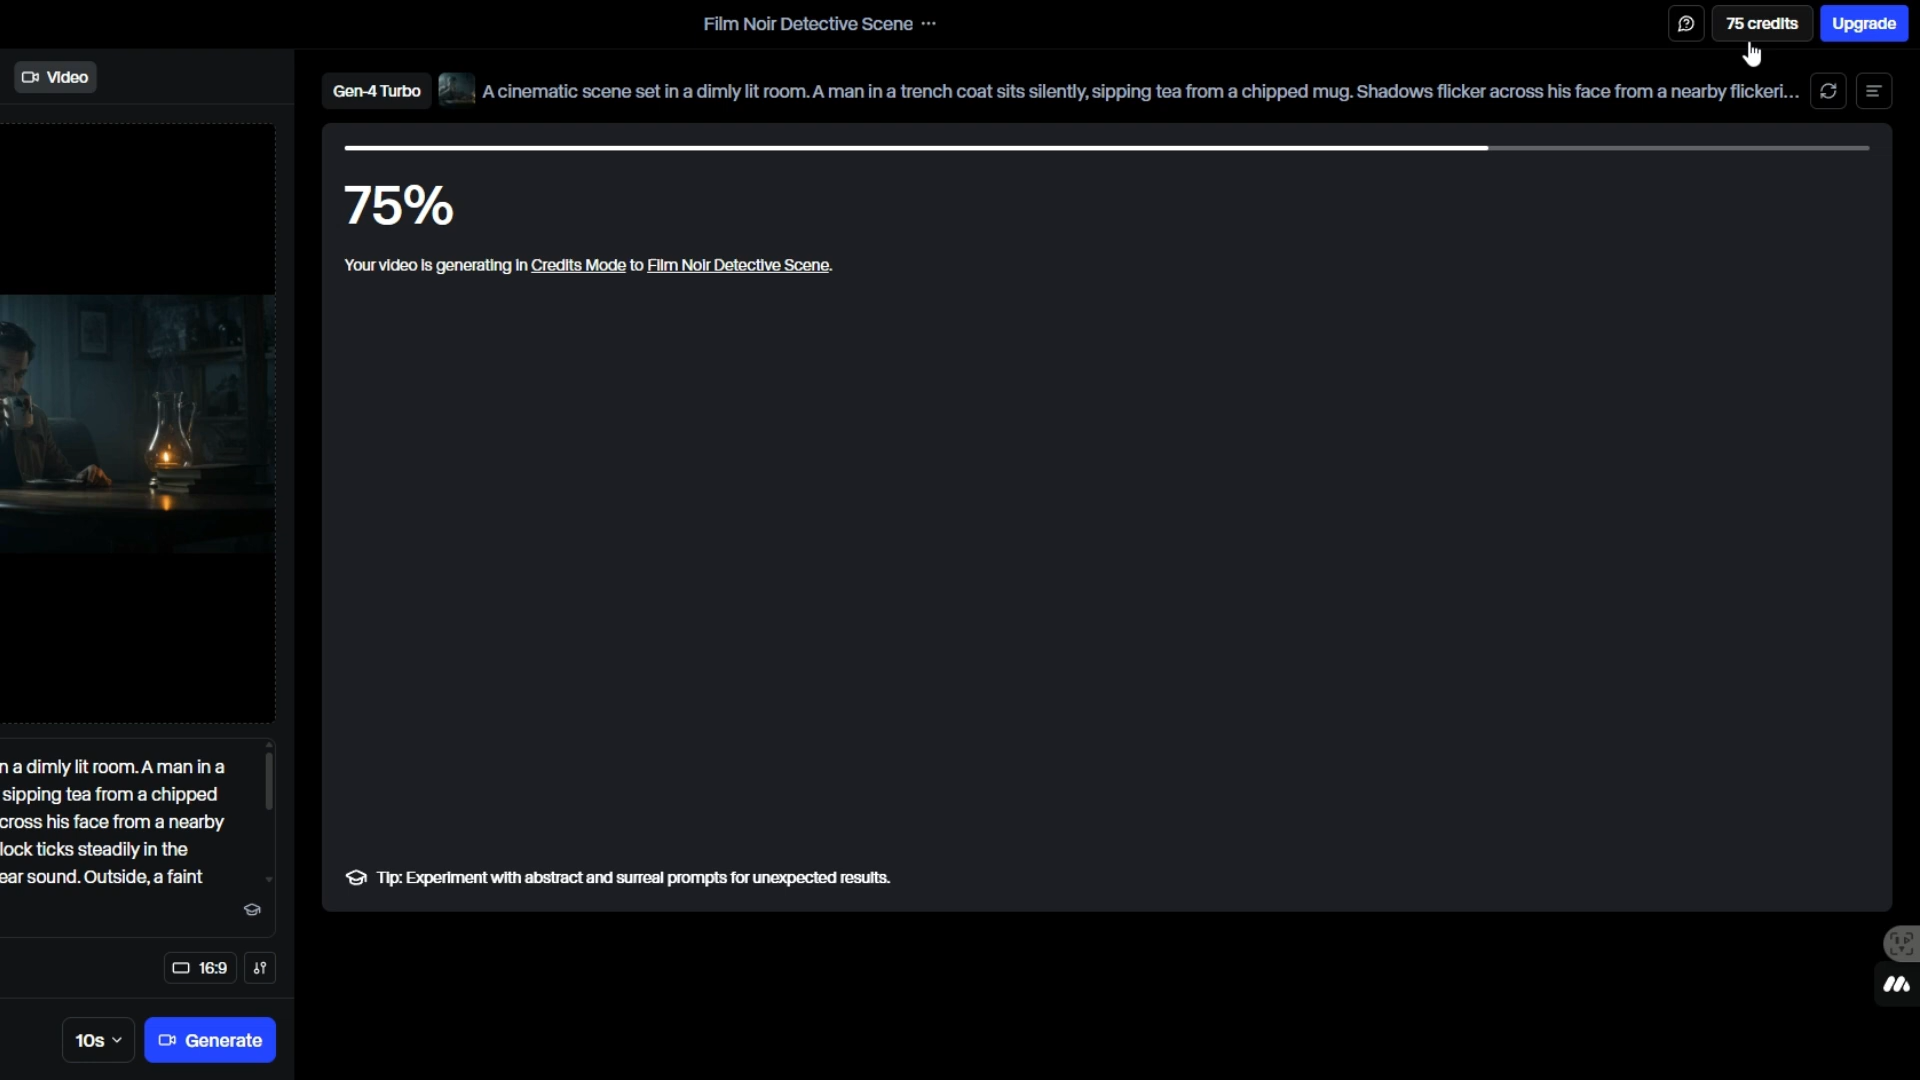 Film Noir Detective Scene ···
75 credits
Upgrade
Video
Gen-4 Turbo
A cinematic scene set in a dimly lit room. A man in a trench coat sits silently, sipping tea from a chipped mug. Shadows flicker across his face from a nearby flickeri...
75%
Your video is generating in Credits Mode to Film Noir Detective Scene.
n a dimly lit room. A man in a
sipping tea from a chipped
cross his face from a nearby
lock ticks steadily in the
ear sound. Outside, a faint
Tip: Experiment with abstract and surreal prompts for unexpected results.
16:9
10s
Generate